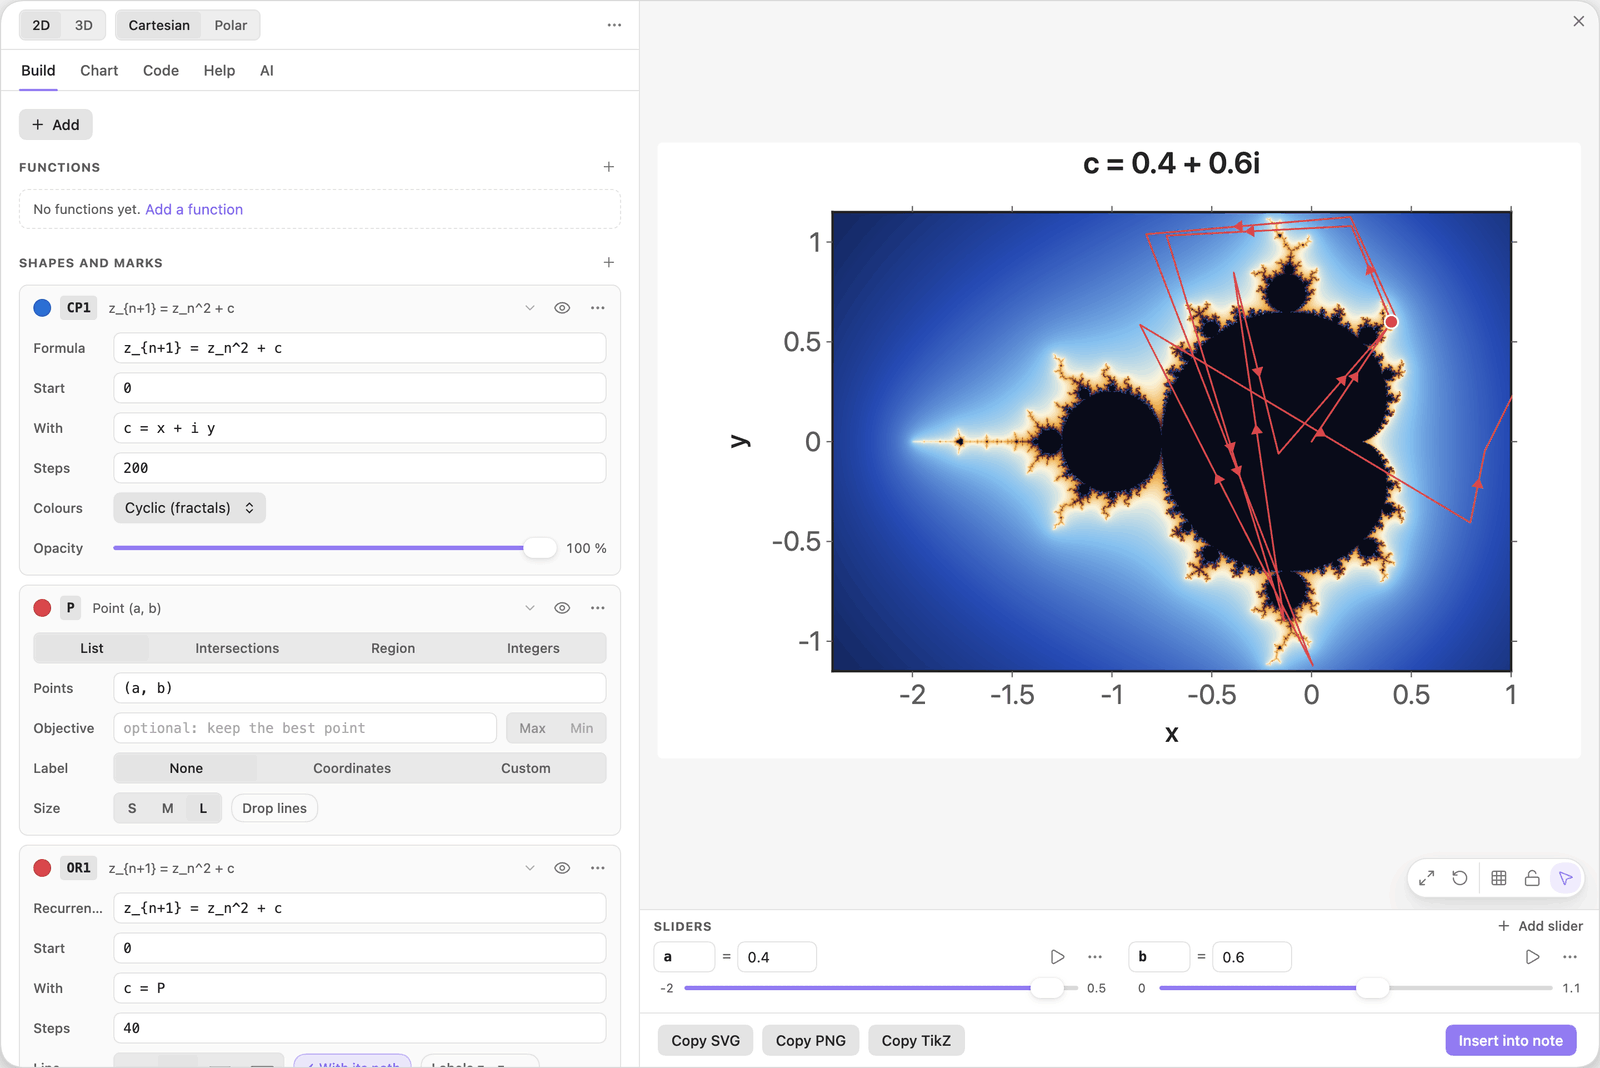 2D 3D Cartesian Polar
Build Chart Code Help AI
+ Add
FUNCTIONS
No functions yet. Add a function
SHAPES AND MARKS
CP1 z_{n+1} = z_n^2 + c
Formula z_{n+1} = z_n^2 + c
Start 0
With c = x + i y
Steps 200
Colours Cyclic (fractals)
Opacity 100 %
P Point (a, b)
List Intersections Region Integers
Points (a, b)
Objective optional: keep the best point Max Min
Label None Coordinates Custom
Size S M L Drop lines
OR1 z_{n+1} = z_n^2 + c
Recurren... z_{n+1} = z_n^2 + c
Start 0
With c = P
Steps 40
c = 0.4 + 0.6i
1
0.5
0
-0.5
-1
y
-2 -1.5 -1 -0.5 0 0.5 1
x
SLIDERS + Add slider
a = 0.4 b = 0.6
-2 0.5 0 1.1
Copy SVG Copy PNG Copy TikZ Insert into note